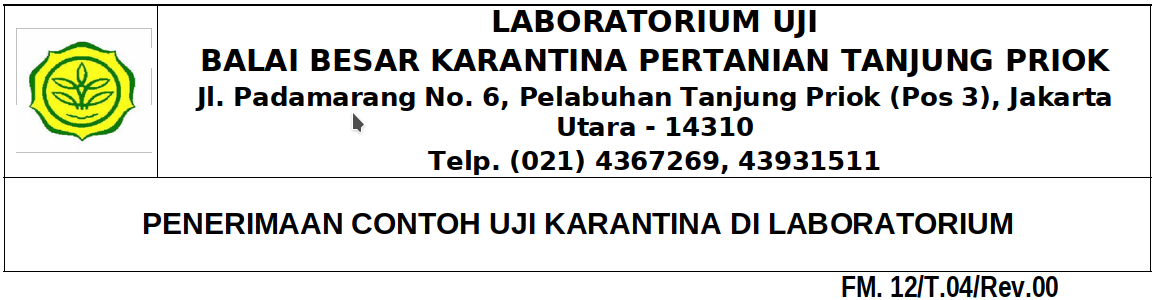 LABORATORIUM UJI
BALAI BESAR KARANTINA PERTANIAN TANJUNG PRIOK
Jl. Padamarang No. 6, Pelabuhan Tanjung Priok (Pos 3), Jakarta
Utara - 14310
Telp. (021) 4367269, 43931511
PENERIMAAN CONTOH UJI KARANTINA DI LABORATORIUM
FM. 12/T.04/Rev.00